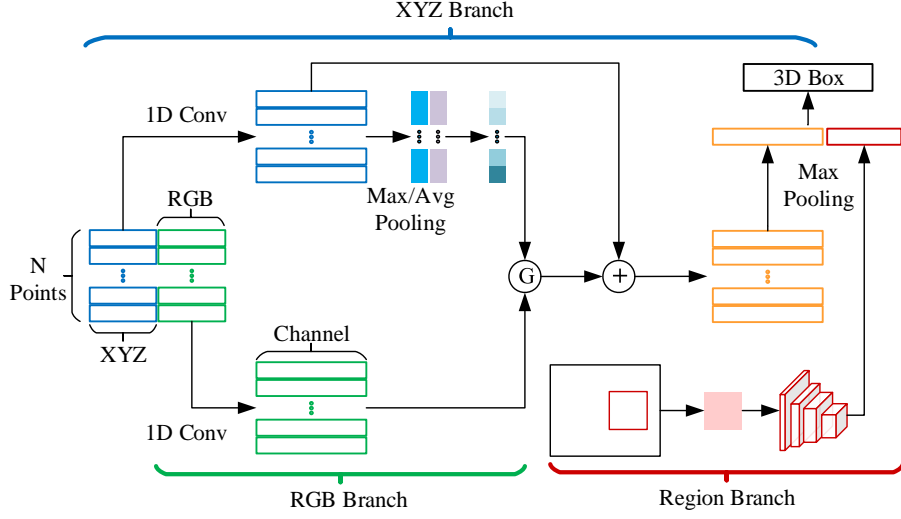 XYZ Branch
3D Box
1D Conv
Max/Avg
Pooling
Max
Pooling
RGB
N
Points
G
+
XYZ
Channel
1D Conv
RGB Branch
Region Branch